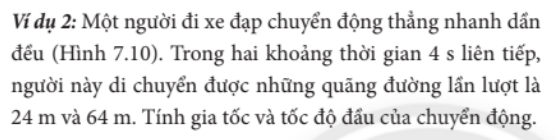 Ví dụ 2: Một người đi xe đạp chuyển động thẳng nhanh dần
đều (Hình 7.10). Trong hai khoảng thời gian 4 s liên tiếp,
người này di chuyển được những quãng đường lần lượt là
24 m và 64 m. Tính gia tốc và tốc độ đầu của chuyển động.